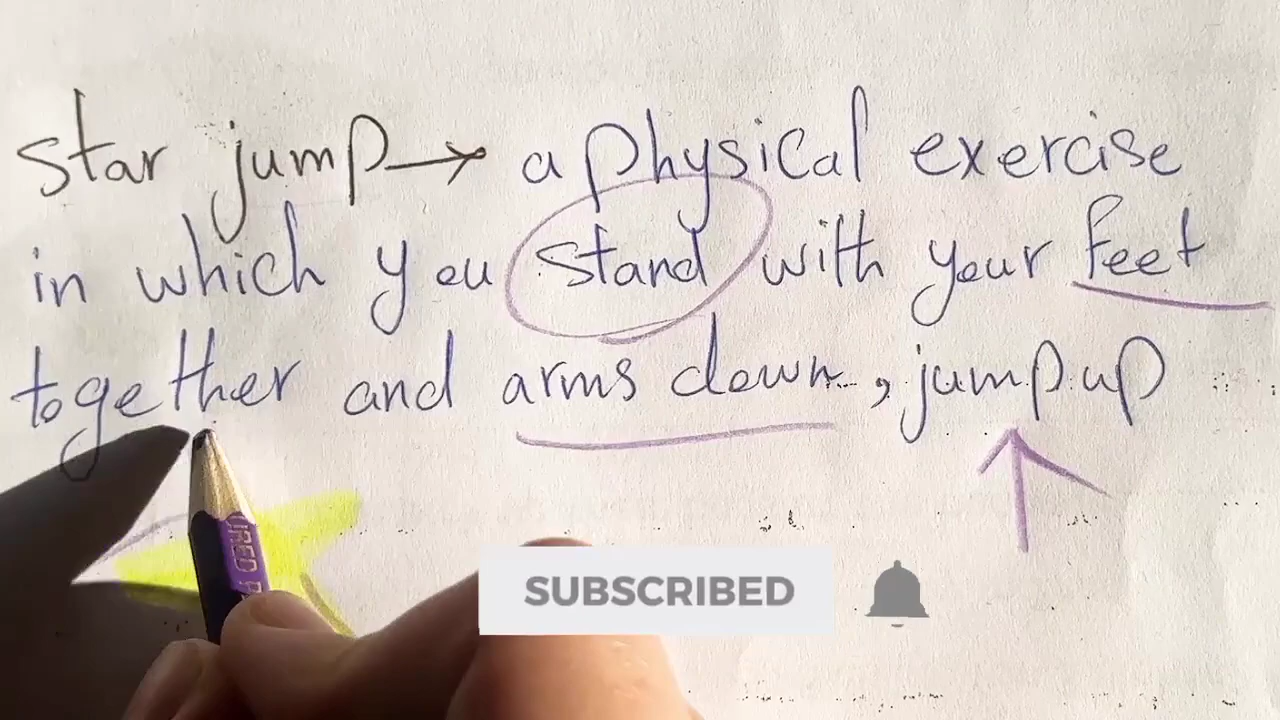 star jump → a physical exercise
in which you stand with your feet
together and arms down, jump up
SUBSCRIBED